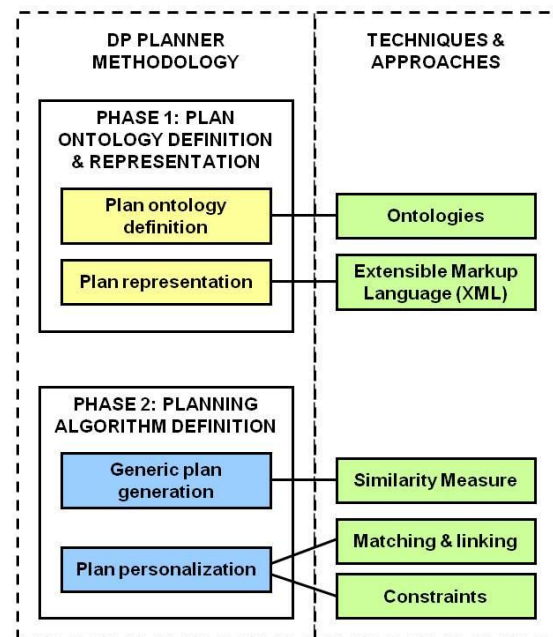 DP PLANNER
METHODOLOGY
TECHNIQUES &
APPROACHES
PHASE 1: PLAN
ONTOLOGY DEFINITION
& REPRESENTATION
Plan ontology
definition
Ontologies
Plan representation
Extensible Markup
Language (XML)
PHASE 2: PLANNING
ALGORITHM DEFINITION
Generic plan
generation
Similarity Measure
Plan personalization
Matching & linking
Constraints